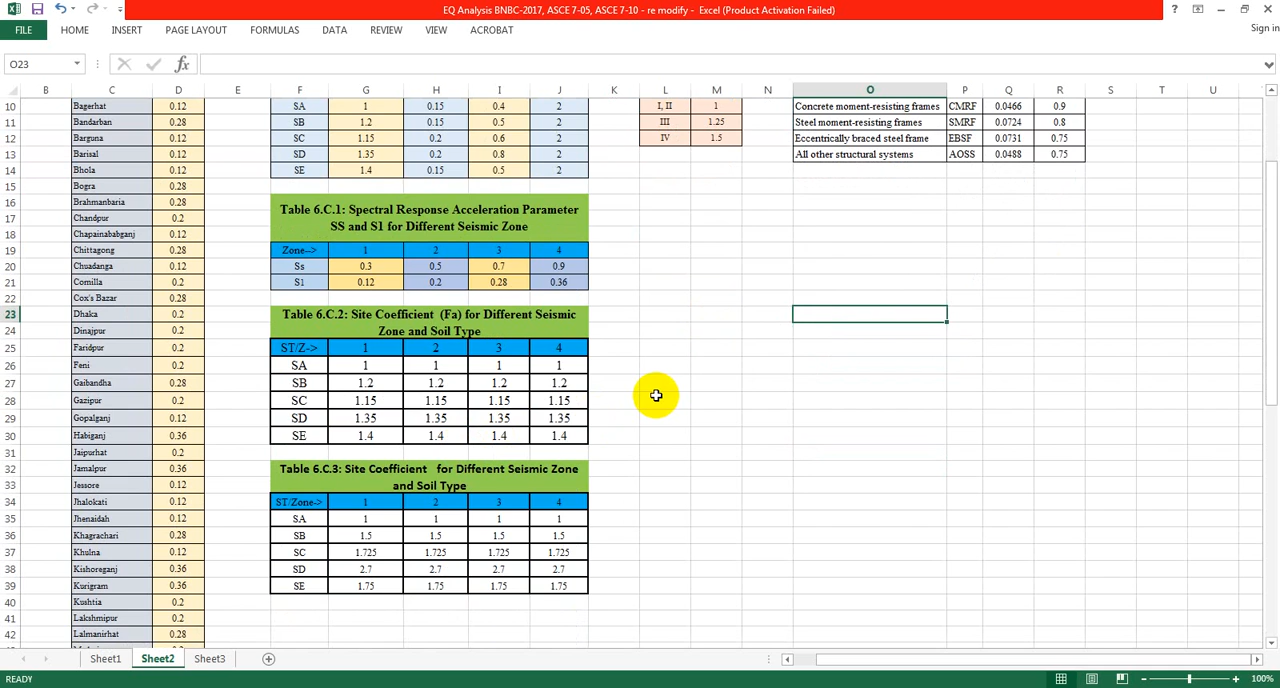 EQ Analysis BNBC-2017, ASCE 7-05, ASCE 7-10 - re modify - Excel (Product Activation Failed)
FILE HOME INSERT PAGE LAYOUT FORMULAS DATA REVIEW VIEW ACROBAT Sign in
O23 fx
B C D E F G H I J K L M N O P Q R S T U
10 Bagerhat 0.12 SA 1 0.15 0.4 2 I, II 1 Concrete moment-resisting frames CMRF 0.0466 0.9
11 Bandarban 0.28 SB 1.2 0.15 0.5 2 III 1.25 Steel moment-resisting frames SMRF 0.0724 0.8
12 Barguna 0.12 SC 1.15 0.2 0.6 2 IV 1.5 Eccentrically braced steel frame EBSF 0.0731 0.75
13 Barisal 0.12 SD 1.35 0.2 0.8 2 All other structural systems AOSS 0.0488 0.75
14 Bhola 0.12 SE 1.4 0.15 0.5 2
15 Bogra 0.28
16 Brahmanbaria 0.28
Table 6.C.1: Spectral Response Acceleration Parameter
17 Chandpur 0.2
SS and S1 for Different Seismic Zone
18 Chapainababganj 0.12
19 Chittagong 0.28 Zone--> 1 2 3 4
20 Chuadanga 0.12 Ss 0.3 0.5 0.7 0.9
21 Comilla 0.2 S1 0.12 0.2 0.28 0.36
22 Cox's Bazar 0.28
23 Dhaka 0.2 Table 6.C.2: Site Coefficient (Fa) for Different Seismic
24 Dinajpur 0.2 Zone and Soil Type
25 Faridpur 0.2 ST/Z-> 1 2 3 4
26 Feni 0.2 SA 1 1 1 1
27 Gaibandha 0.28 SB 1.2 1.2 1.2 1.2
28 Gazipur 0.2 SC 1.15 1.15 1.15 1.15
29 Gopalganj 0.12 SD 1.35 1.35 1.35 1.35
30 Habiganj 0.36 SE 1.4 1.4 1.4 1.4
31 Jaipurhat 0.2
32 Jamalpur 0.36 Table 6.C.3: Site Coefficient for Different Seismic Zone
33 Jessore 0.12 and Soil Type
34 Jhalokati 0.12 ST/Zone-> 1 2 3 4
35 Jhenaidah 0.12 SA 1 1 1 1
36 Khagrachari 0.28 SB 1.5 1.5 1.5 1.5
37 Khulna 0.12 SC 1.725 1.725 1.725 1.725
38 Kishoreganj 0.36 SD 2.7 2.7 2.7 2.7
39 Kurigram 0.36 SE 1.75 1.75 1.75 1.75
40 Kushtia 0.2
41 Lakshmipur 0.2
42 Lalmanirhat 0.28
Sheet1 Sheet2 Sheet3
READY 100%